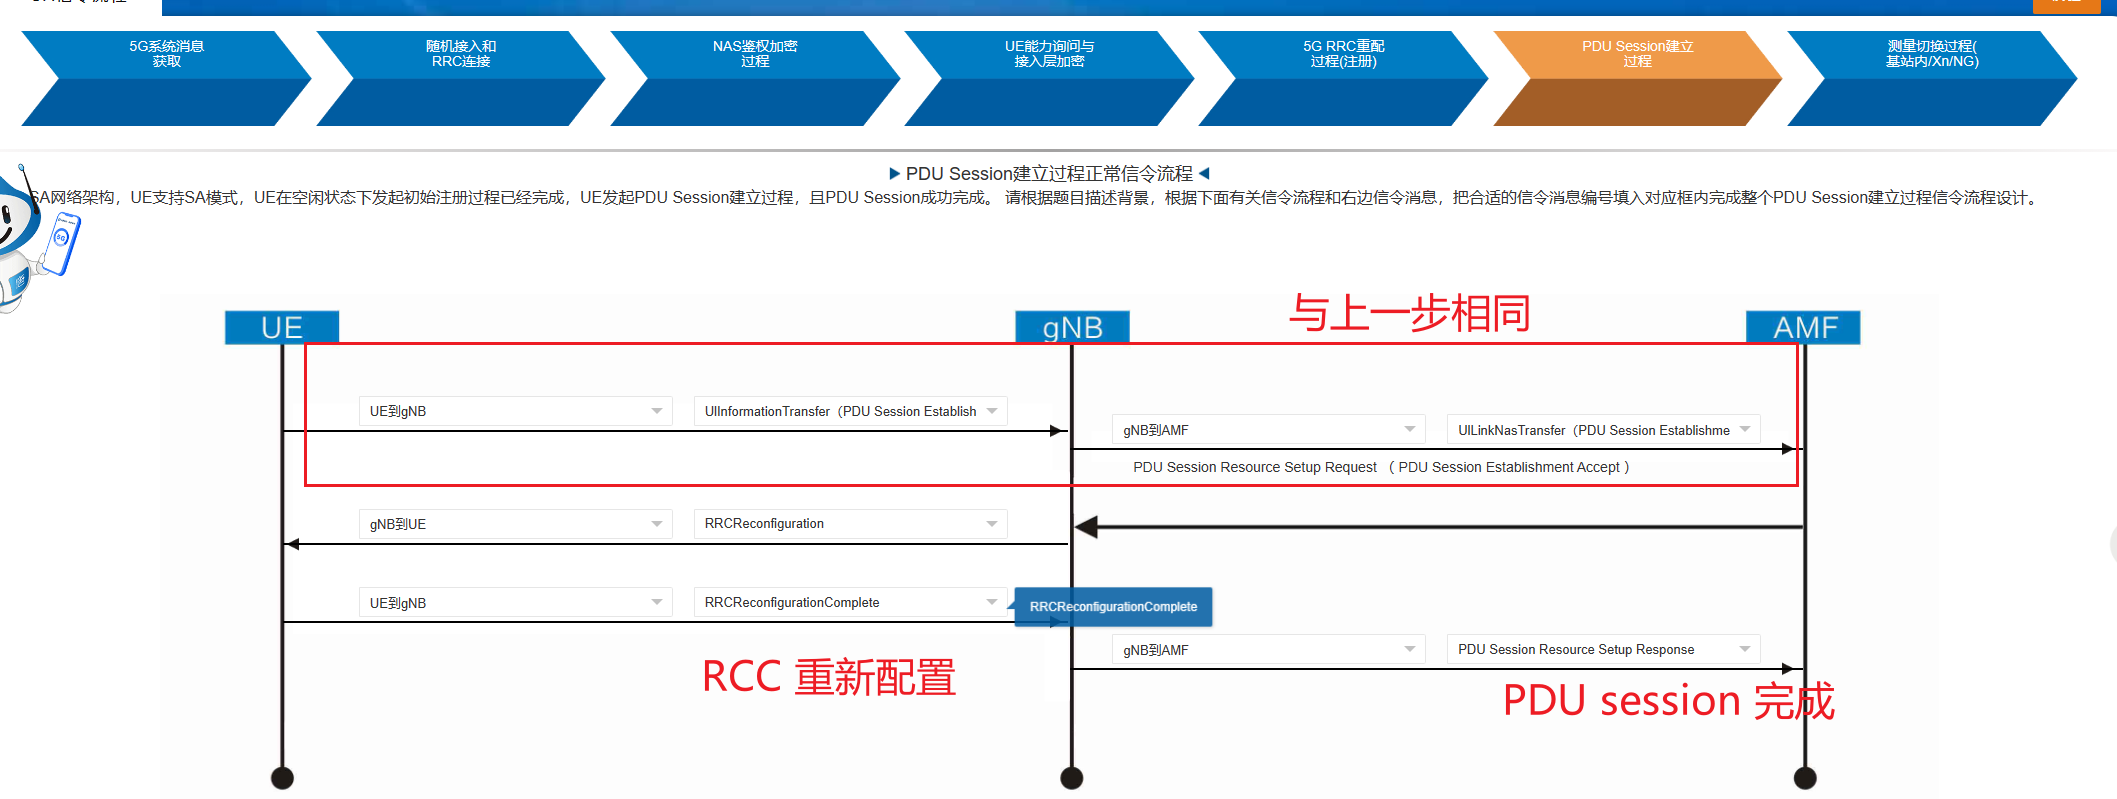 5G系统消息
获取
随机接入和
RRC连接
NAS鉴权加密
过程
UE能力询问与
接入层加密
5G RRC重配
过程(注册)
PDU Session建立
过程
测量切换过程(
基站内/Xn/NG)
PDU Session建立过程正常信令流程
SA网络架构，UE支持SA模式，UE在空闲状态下发起初始注册过程已经完成，UE发起PDU Session建立过程，且PDU Session成功完成。 请根据题目描述背景，根据下面有关信令流程和右边信令消息，把合适的信令消息编号填入对应框内完成整个PDU Session建立过程信令流程设计。
5G
与上一步相同
UE
gNB
AMF
UE到gNB
UlInformationTransfer（PDU Session Establish
gNB到AMF
UlLinkNasTransfer（PDU Session Establishme
PDU Session Resource Setup Request （ PDU Session Establishment Accept ）
gNB到UE
RRCReconfiguration
UE到gNB
RRCReconfigurationComplete
RRCReconfigurationComplete
gNB到AMF
PDU Session Resource Setup Response
RCC 重新配置
PDU session 完成